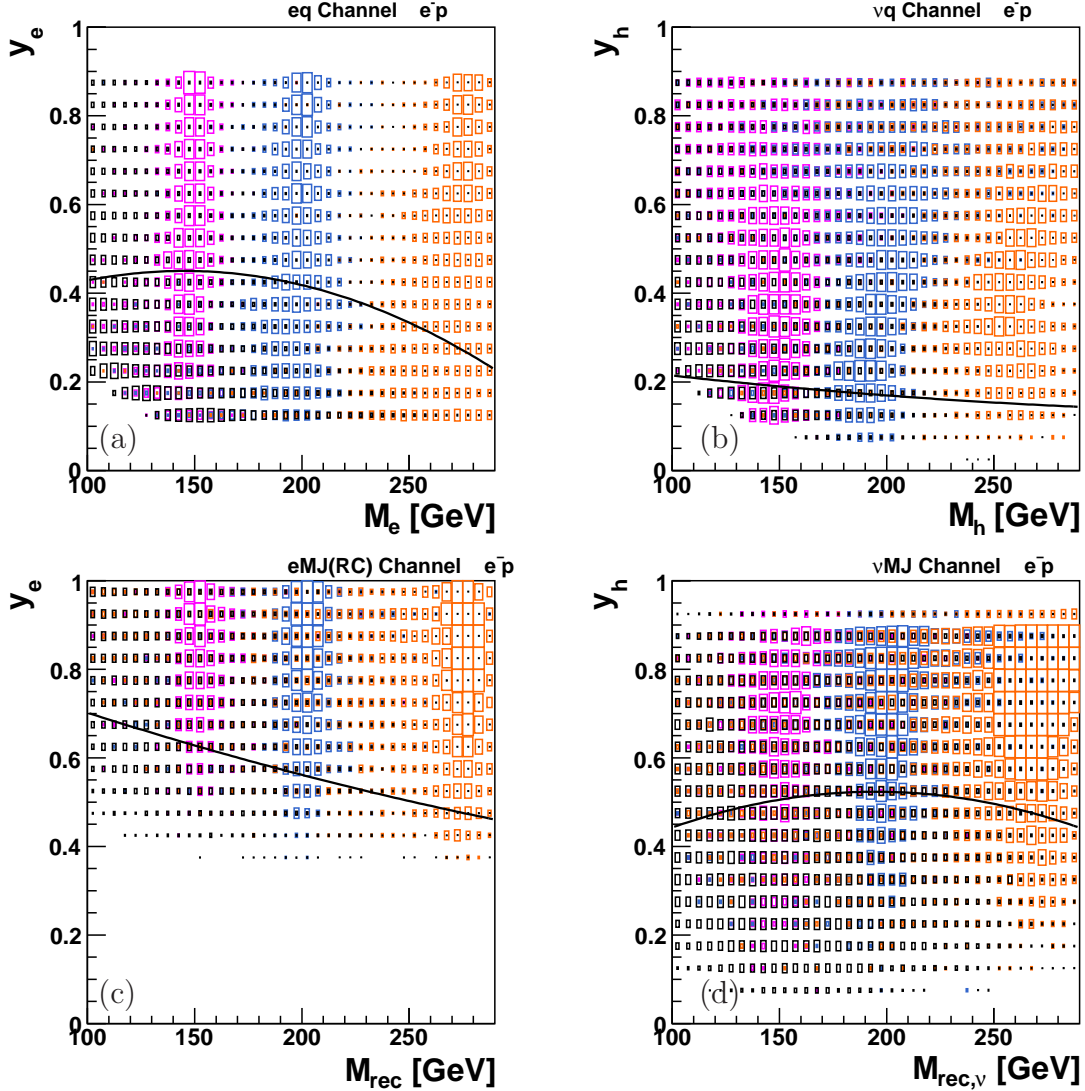 eq Channel e⁻p
y_e
1
0.8
0.6
0.4
0.2
0
(a)
100 150 200 250
M_e [GeV]
νq Channel e⁻p
y_h
1
0.8
0.6
0.4
0.2
0
(b)
100 150 200 250
M_h [GeV]
eMJ(RC) Channel e⁻p
y_e
1
0.8
0.6
0.4
0.2
0
(c)
100 150 200 250
M_rec [GeV]
νMJ Channel e⁻p
y_h
1
0.8
0.6
0.4
0.2
0
(d)
100 150 200 250
M_rec,ν [GeV]